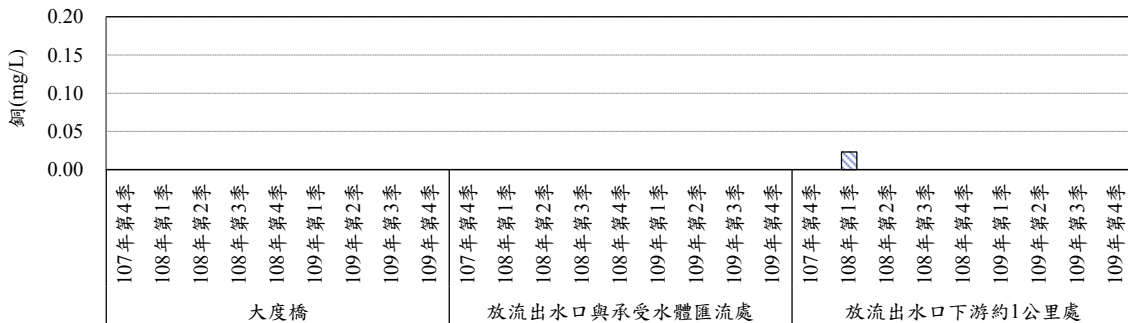 0.20
0.15
0.10
0.05
0.00
銅(mg/L)
107年第4季
108年第1季
108年第2季
108年第3季
108年第4季
109年第1季
109年第2季
109年第3季
109年第4季
107年第4季
108年第1季
108年第2季
108年第3季
108年第4季
109年第1季
109年第2季
109年第3季
109年第4季
107年第4季
108年第1季
108年第2季
108年第3季
108年第4季
109年第1季
109年第2季
109年第3季
109年第4季
大度橋
放流出水口與承受水體匯流處
放流出水口下游約1公里處